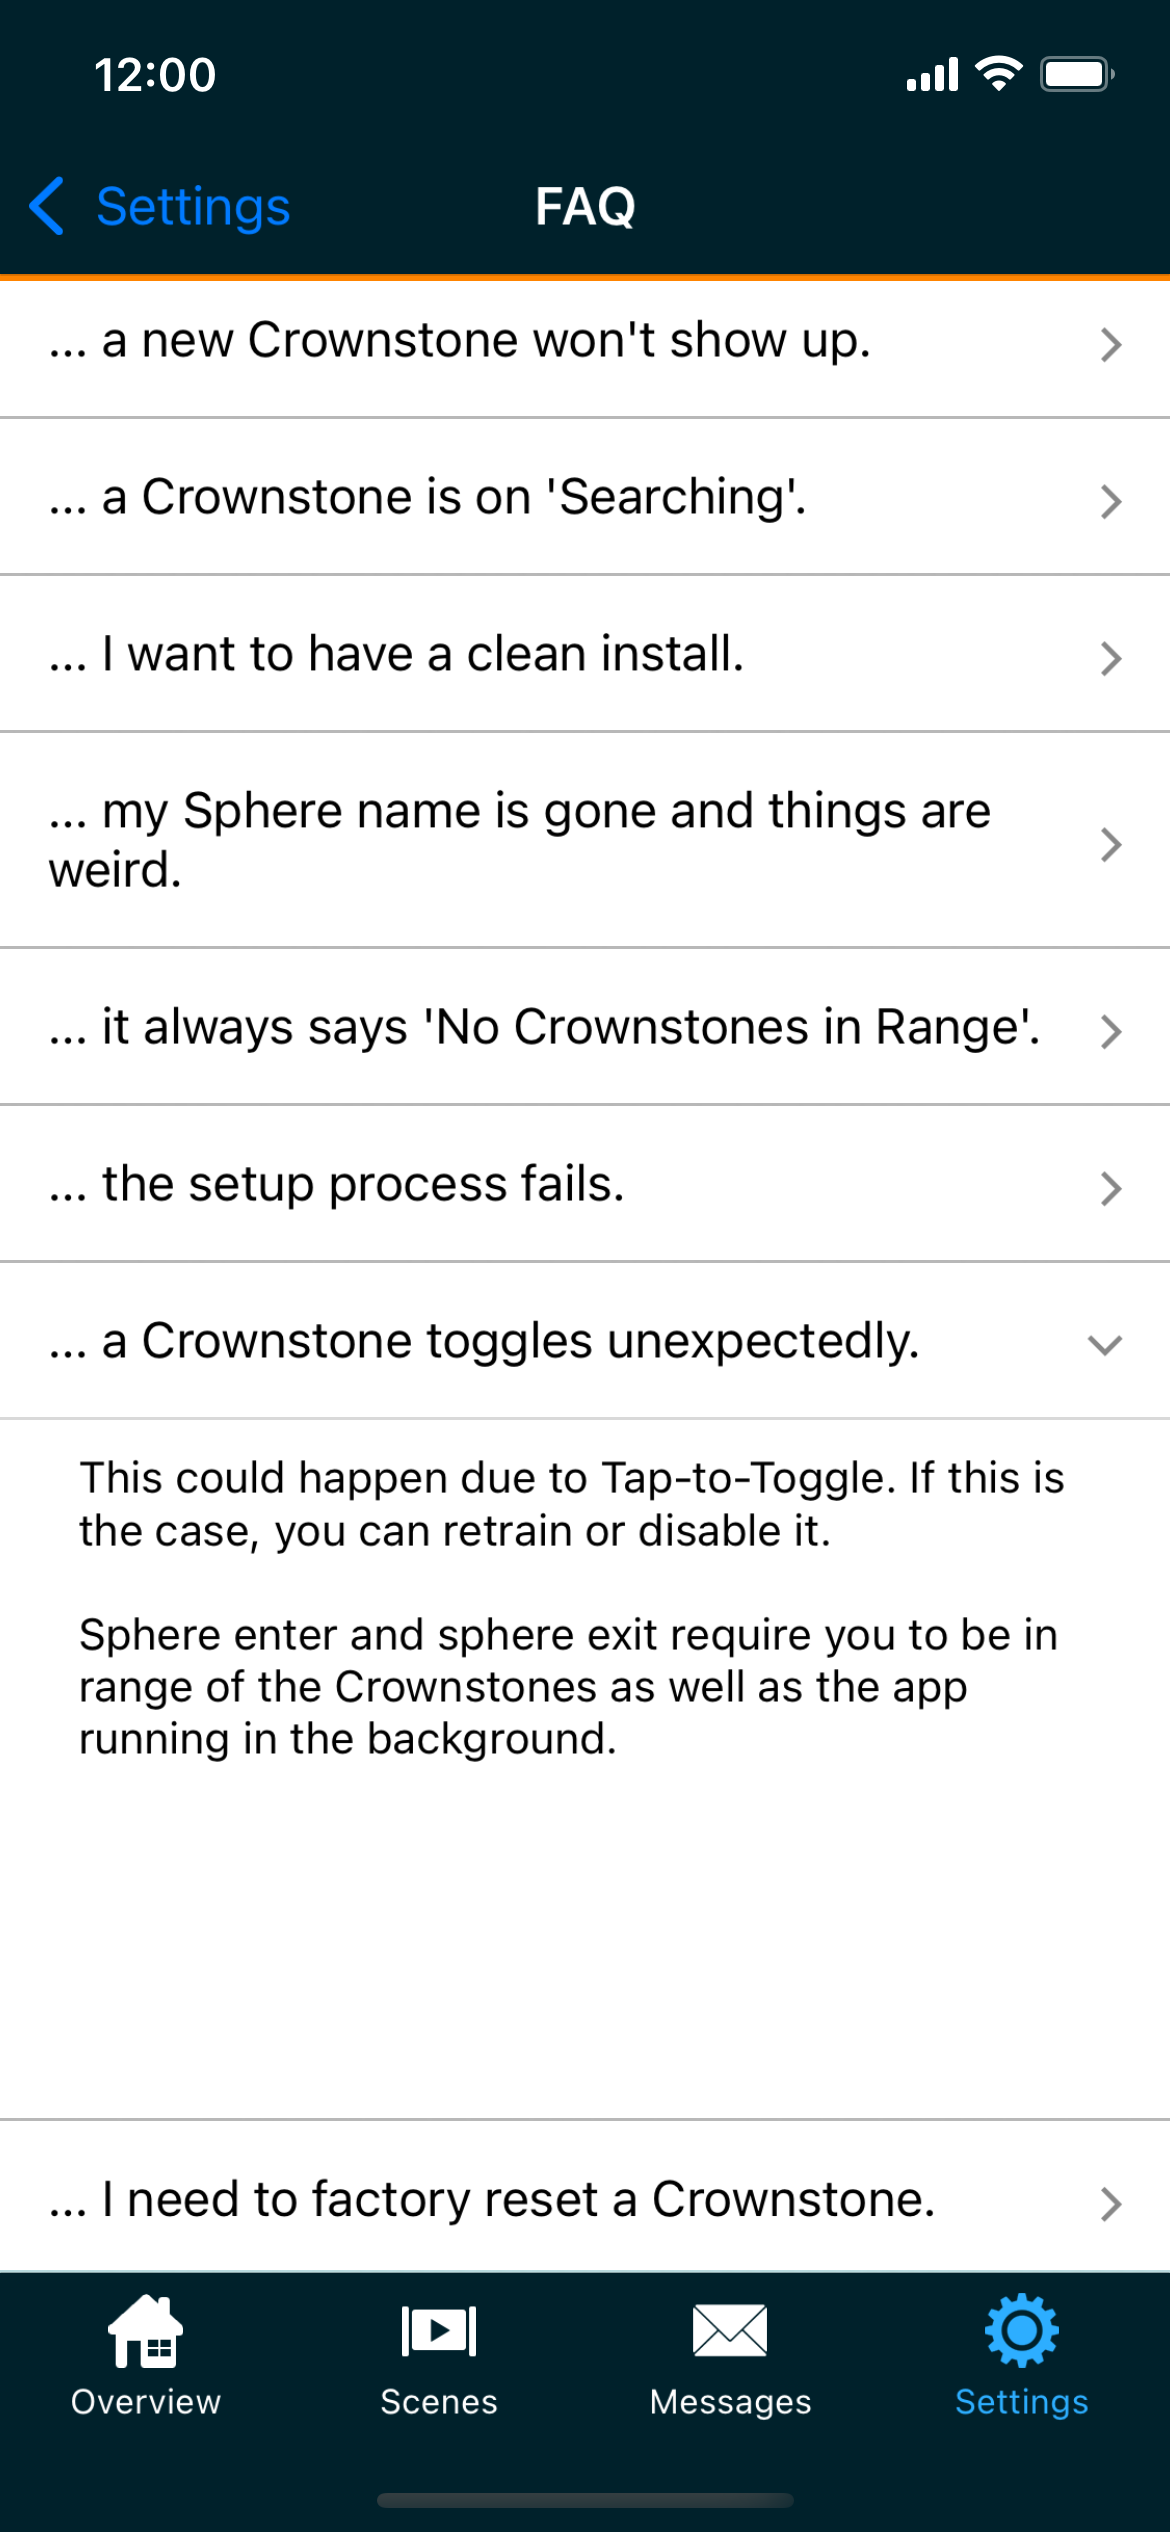 12:00
Settings
FAQ
... a new Crownstone won't show up.
... a Crownstone is on 'Searching'.
... I want to have a clean install.
... my Sphere name is gone and things are
weird.
... it always says 'No Crownstones in Range'.
... the setup process fails.
... a Crownstone toggles unexpectedly.
This could happen due to Tap-to-Toggle. If this is
the case, you can retrain or disable it.
Sphere enter and sphere exit require you to be in
range of the Crownstones as well as the app
running in the background.
... I need to factory reset a Crownstone.
Overview
Scenes
Messages
Settings